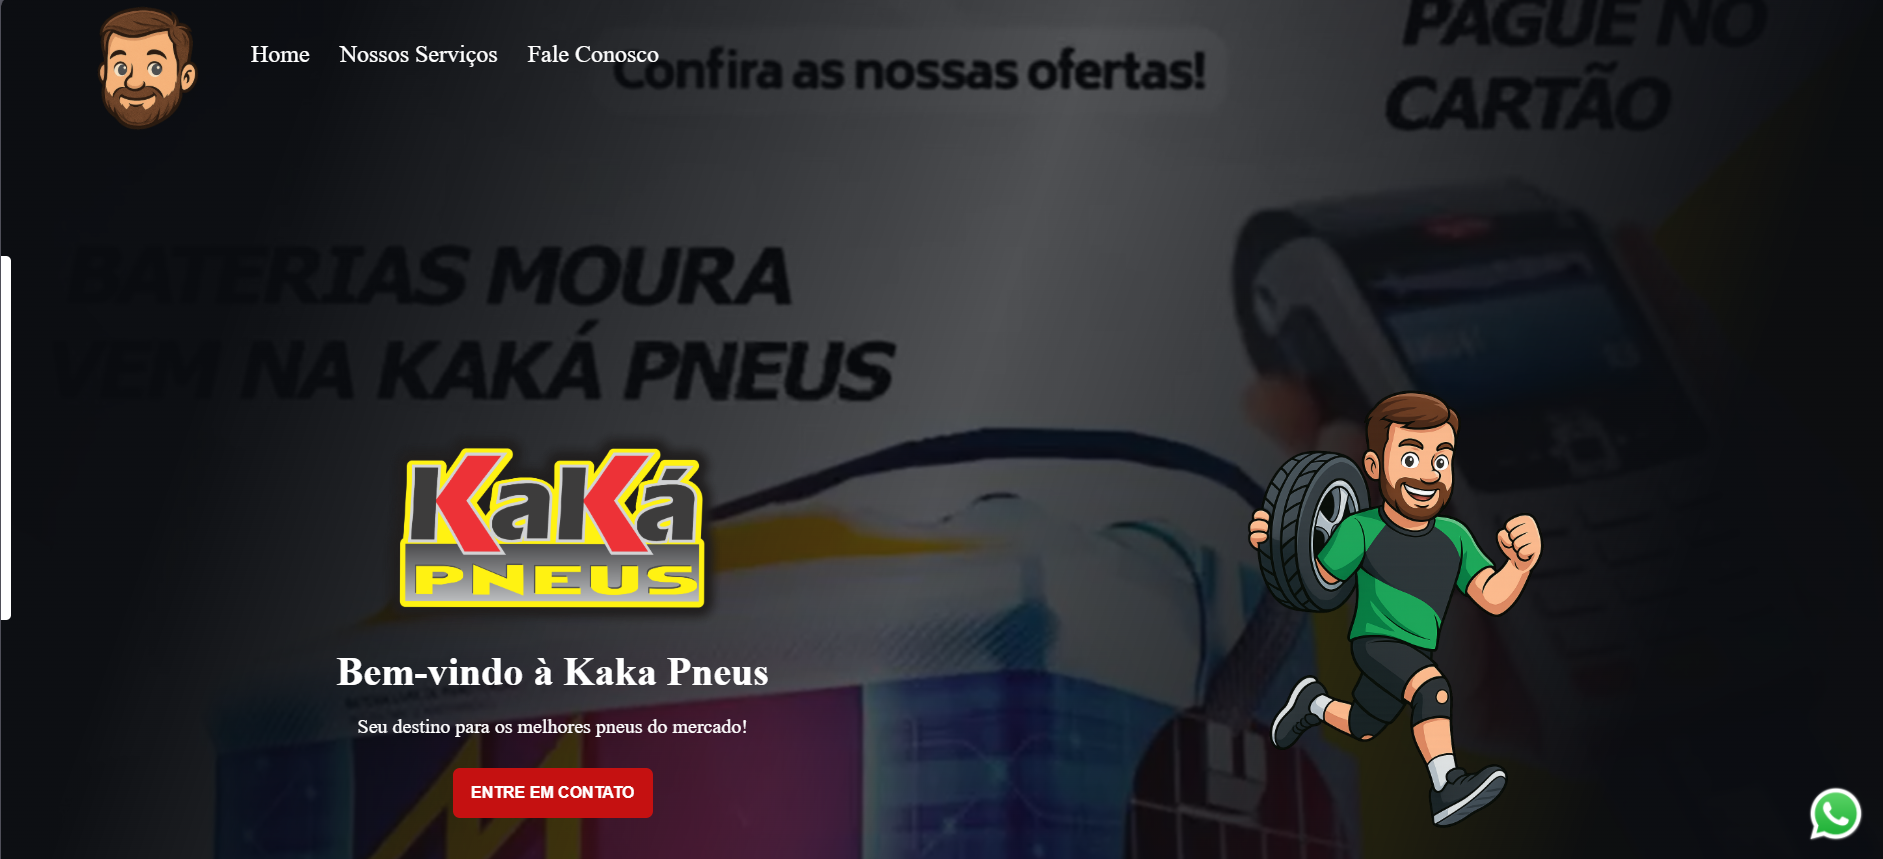 Home Nossos Serviços Fale Conosco
Confira as nossas ofertas!
PAGUE NO
CARTÃO
BATERIAS MOURA
VEM NA KAKÁ PNEUS
KaKá
PNEUS
Bem-vindo à Kaka Pneus
Seu destino para os melhores pneus do mercado!
ENTRE EM CONTATO